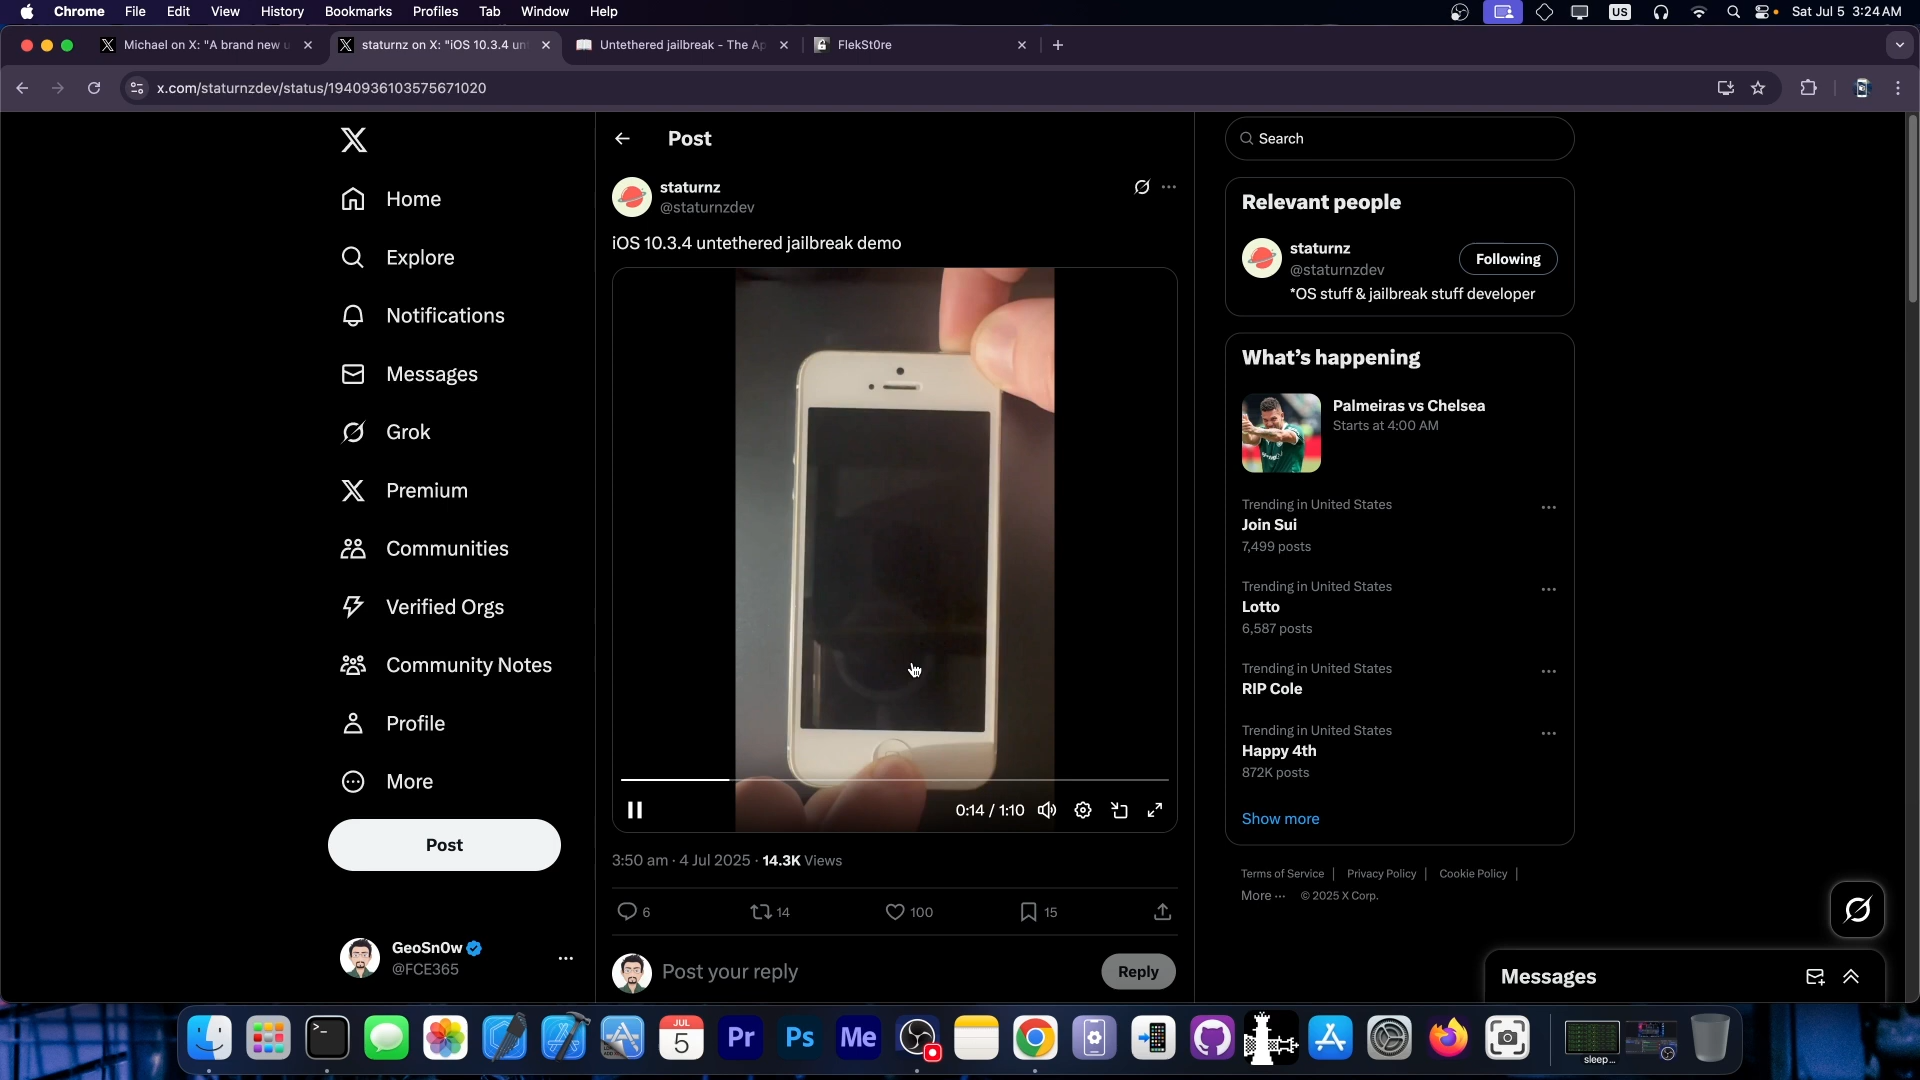 Chrome File Edit View History Bookmarks Profiles Tab Window Help
US Sat Jul 5 3:24 AM
Michael on X: "A brand new u
staturnz on X: "iOS 10.3.4 un
Untethered jailbreak - The Ap
FlekSt0re
x.com/staturnzdev/status/1940936103575671020
Home
Explore
Notifications
Messages
Grok
Premium
Communities
Verified Orgs
Community Notes
Profile
More
Post
GeoSn0w
@FCE365
Post
staturnz
@staturnzdev
iOS 10.3.4 untethered jailbreak demo
0:14 / 1:10
3:50 am · 4 Jul 2025 · 14.3K Views
6 14 100 15
Post your reply
Reply
Search
Relevant people
staturnz
@staturnzdev
Following
*OS stuff & jailbreak stuff developer
What's happening
Palmeiras vs Chelsea
Starts at 4:00 AM
Trending in United States
Join Sui
7,499 posts
Trending in United States
Lotto
6,587 posts
Trending in United States
RIP Cole
Trending in United States
Happy 4th
872K posts
Show more
Terms of Service | Privacy Policy | Cookie Policy |
More ··· © 2025 X Corp.
Messages
>_
JUL
5
Pr
Ps
Me
sleep...